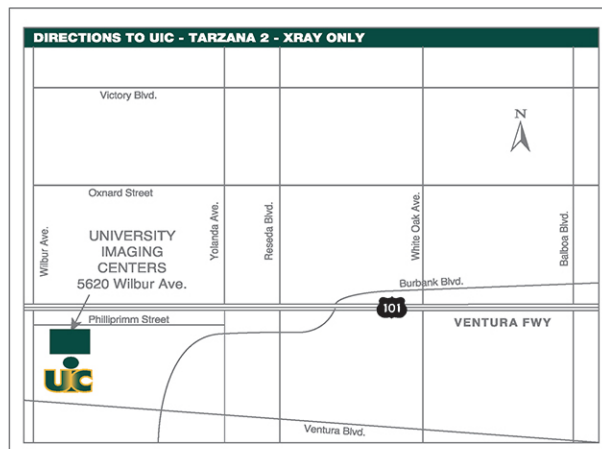 DIRECTIONS TO UIC - TARZANA 2 - XRAY ONLY
Victory Blvd.
N
Oxnard Street
Wilbur Ave.
UNIVERSITY
IMAGING
CENTERS
5620 Wilbur Ave.
Yolanda Ave.
Reseda Blvd.
White Oak Ave.
Balboa Blvd.
Burbank Blvd.
101
Philliprimm Street
VENTURA FWY
UIC
Ventura Blvd.